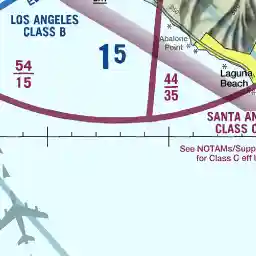 LOS ANGELES
CLASS B
15
54
15
44
35
Abalone
Point
Laguna
Beach
SANTA AN
CLASS C
See NOTAMs/Supp
for Class C eff